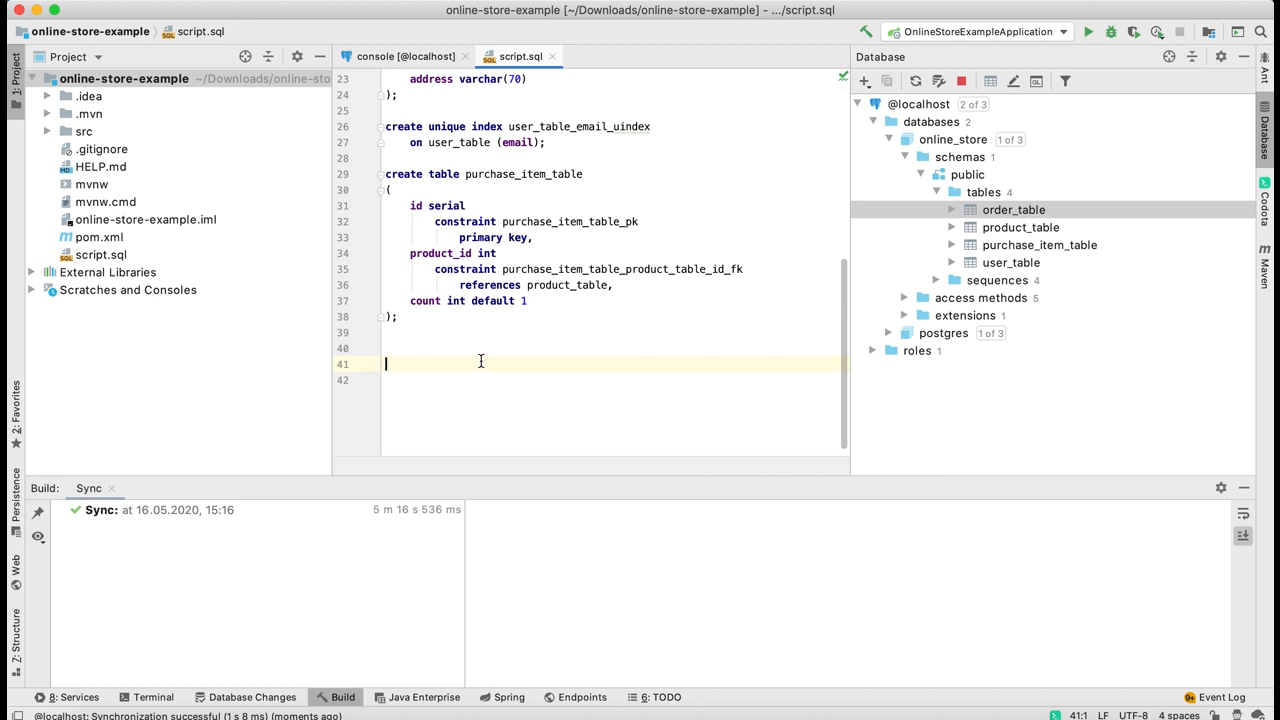 online-store-example [~/Downloads/online-store-example] - .../script.sql
online-store-example
script.sql
OnlineStoreExampleApplication
1: Project
Project
online-store-example ~/Downloads/online-sto
.idea
.mvn
src
.gitignore
HELP.md
mvnw
mvnw.cmd
online-store-example.iml
pom.xml
script.sql
External Libraries
Scratches and Consoles
console [@localhost]
script.sql
23 address varchar(70)
24 );
25
26 create unique index user_table_email_uindex
27 on user_table (email);
28
29 create table purchase_item_table
30 (
31 id serial
32 constraint purchase_item_table_pk
33 primary key,
34 product_id int
35 constraint purchase_item_table_product_table_id_fk
36 references product_table,
37 count int default 1
38 );
39
40
41
42
Database
@localhost 2 of 3
databases 2
online_store 1 of 3
schemas 1
public
tables 4
order_table
product_table
purchase_item_table
user_table
sequences 4
access methods 5
extensions 1
postgres 1 of 3
roles 1
Ant
Database
Codota
Maven
2: Favorites
Persistence
Web
Z: Structure
Build: Sync
Sync: at 16.05.2020, 15:16 5 m 16 s 536 ms
8: Services Terminal Database Changes Build Java Enterprise Spring Endpoints 6: TODO Event Log
@localhost: Synchronization successful (1 s 8 ms) (moments ago) 41:1 LF UTF-8 4 spaces